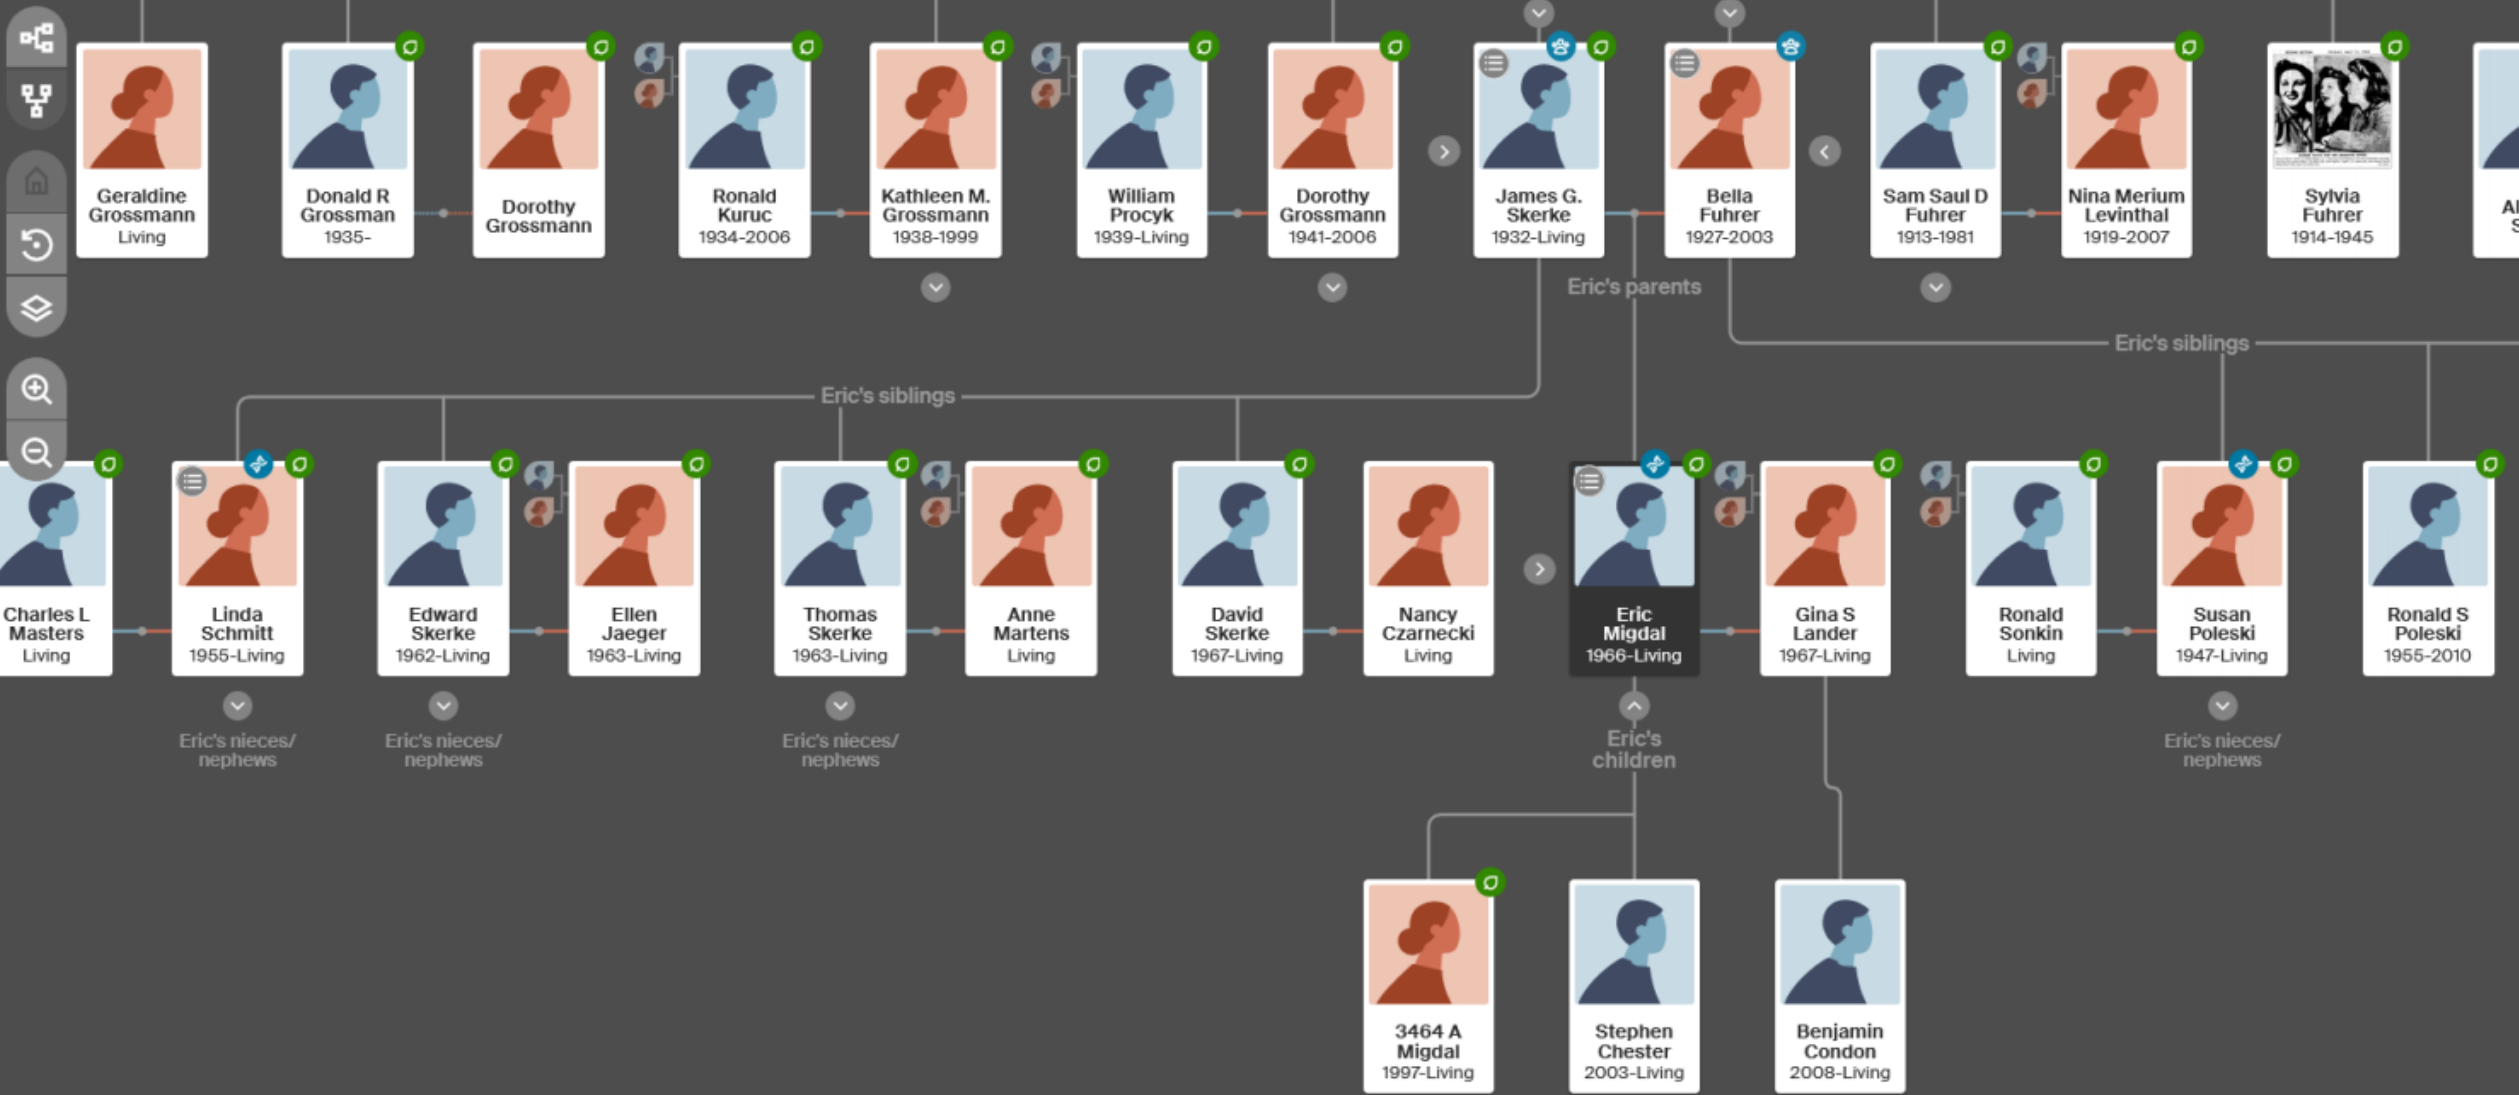 Geraldine
Grossmann
Living
Donald R
Grossman
1935-
Dorothy
Grossmann
Ronald
Kuruc
1934-2006
Kathleen M.
Grossmann
1938-1999
William
Procyk
1939-Living
Dorothy
Grossmann
1941-2006
James G.
Skerke
1932-Living
Bella
Fuhrer
1927-2003
Sam Saul D
Fuhrer
1913-1981
Nina Merium
Levinthal
1919-2007
Sylvia
Fuhrer
1914-1945
Eric's parents
Eric's siblings
Eric's siblings
Charles L
Masters
Living
Linda
Schmitt
1955-Living
Edward
Skerke
1962-Living
Ellen
Jaeger
1963-Living
Thomas
Skerke
1963-Living
Anne
Martens
Living
David
Skerke
1967-Living
Nancy
Czarnecki
Living
Eric
Migdal
1966-Living
Gina S
Lander
1967-Living
Ronald
Sonkin
Living
Susan
Poleski
1947-Living
Ronald S
Poleski
1955-2010
Eric's nieces/
nephews
Eric's nieces/
nephews
Eric's nieces/
nephews
Eric's
children
Eric's nieces/
nephews
3464 A
Migdal
1997-Living
Stephen
Chester
2003-Living
Benjamin
Condon
2008-Living